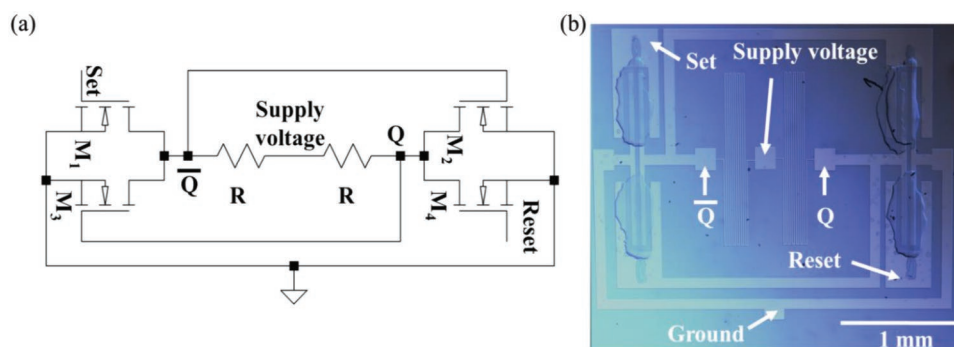 (a)
Set
M1
Supply
voltage
Q
M2
Q̅
R
R
M3
M4
Reset
(b)
Set
Supply voltage
Q̅
Q
Reset
Ground
1 mm